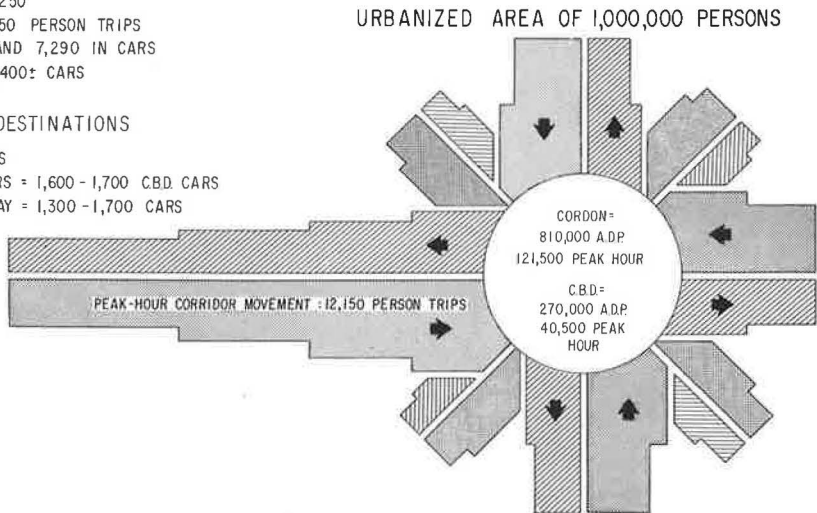 250
50 PERSON TRIPS
AND 7,290 IN CARS
400± CARS
DESTINATIONS
S
RS = 1,600 - 1,700 C.B.D. CARS
AY = 1,300 - 1,700 CARS
URBANIZED AREA OF 1,000,000 PERSONS
CORDON =
810,000 A.D.P.
121,500 PEAK HOUR
C.B.D. =
270,000 A.D.P.
40,500 PEAK
HOUR
PEAK-HOUR CORRIDOR MOVEMENT : 12,150 PERSON TRIPS